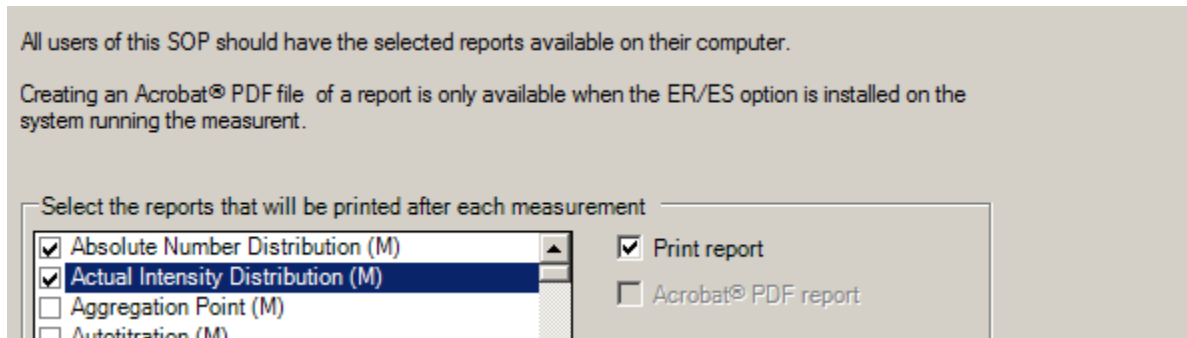 All users of this SOP should have the selected reports available on their computer.
Creating an Acrobat® PDF file of a report is only available when the ER/ES option is installed on the
system running the measurent.
Select the reports that will be printed after each measurement
Absolute Number Distribution (M)
Print report
Actual Intensity Distribution (M)
Acrobat® PDF report
Aggregation Point (M)
Autotitration (M)